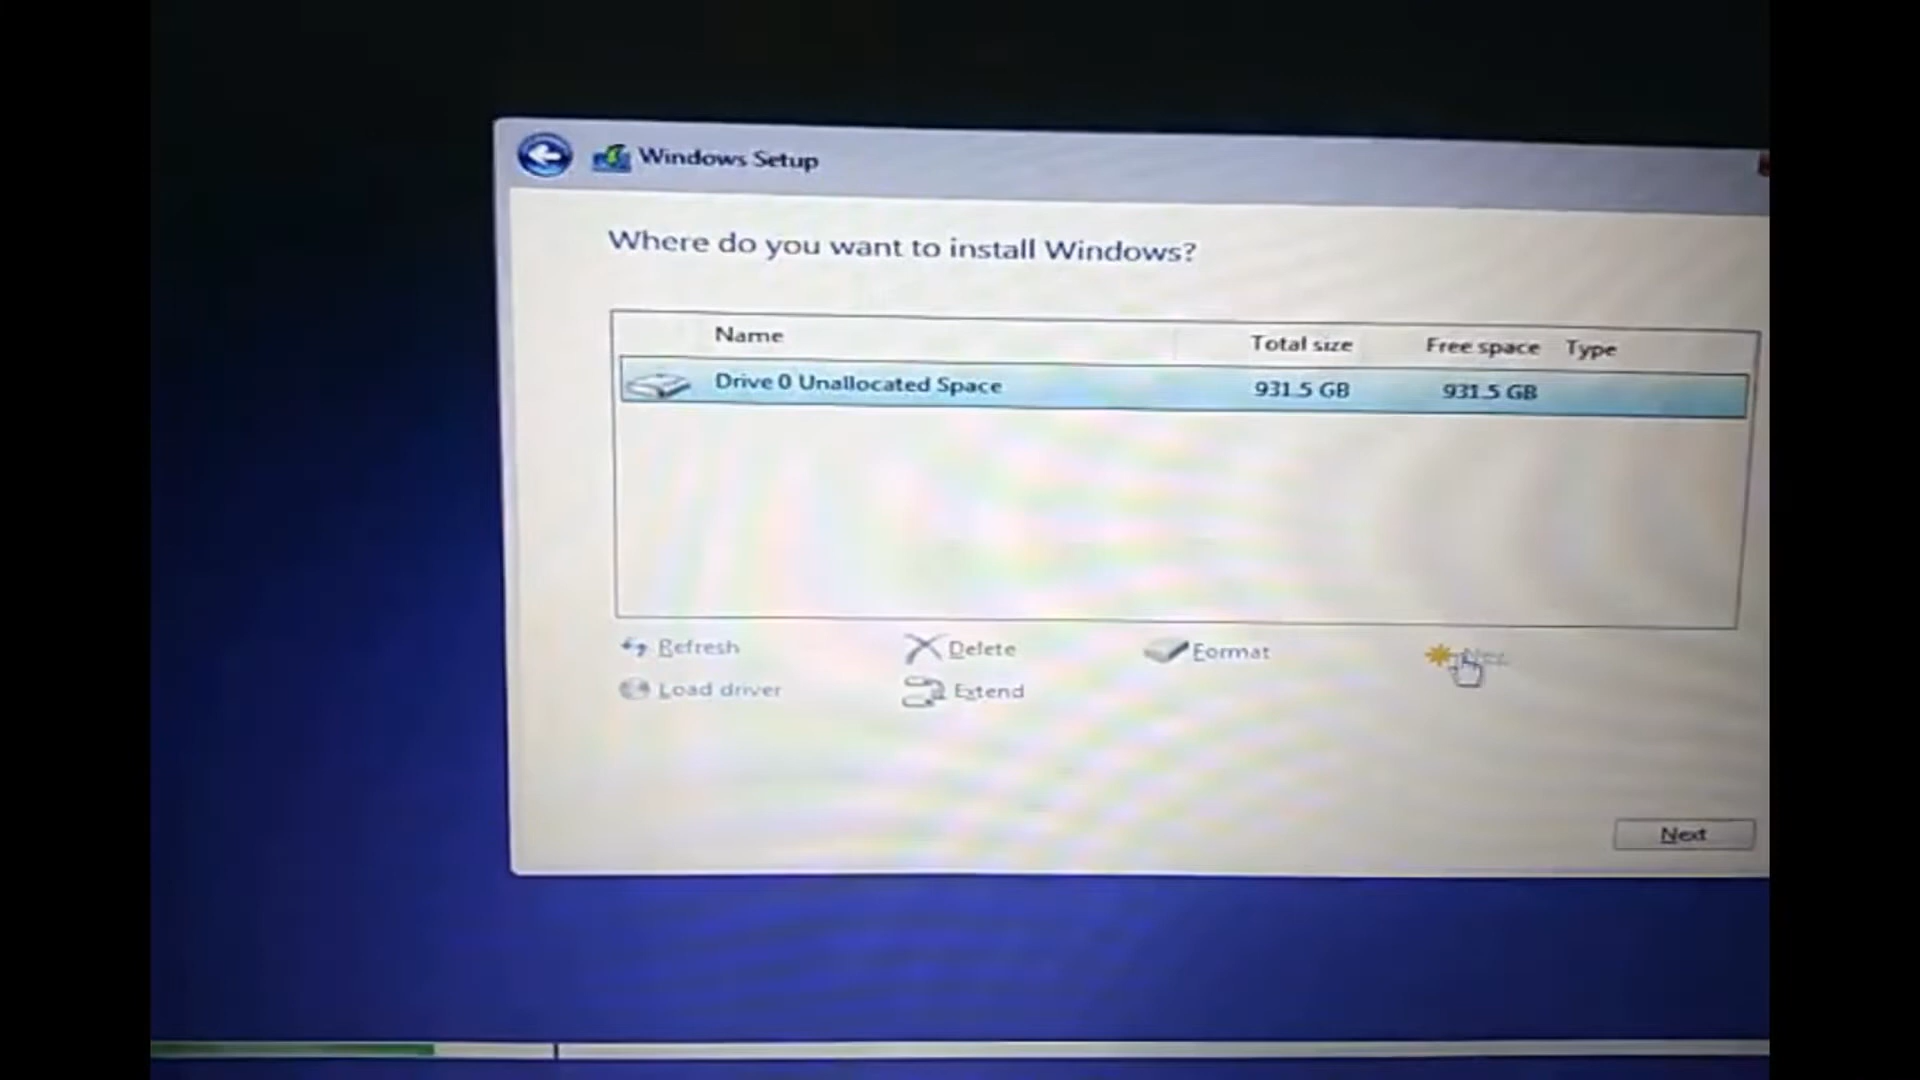 Windows Setup
Where do you want to install Windows?
Name Total size Free space Type
Drive 0 Unallocated Space 931.5 GB 931.5 GB
Refresh Delete Format New
Load driver Extend
Next